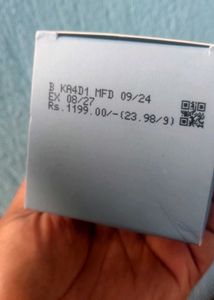 B KA4D1 MFD 09/24
EX 08/27
Rs.1199.00/-(23.98/g)